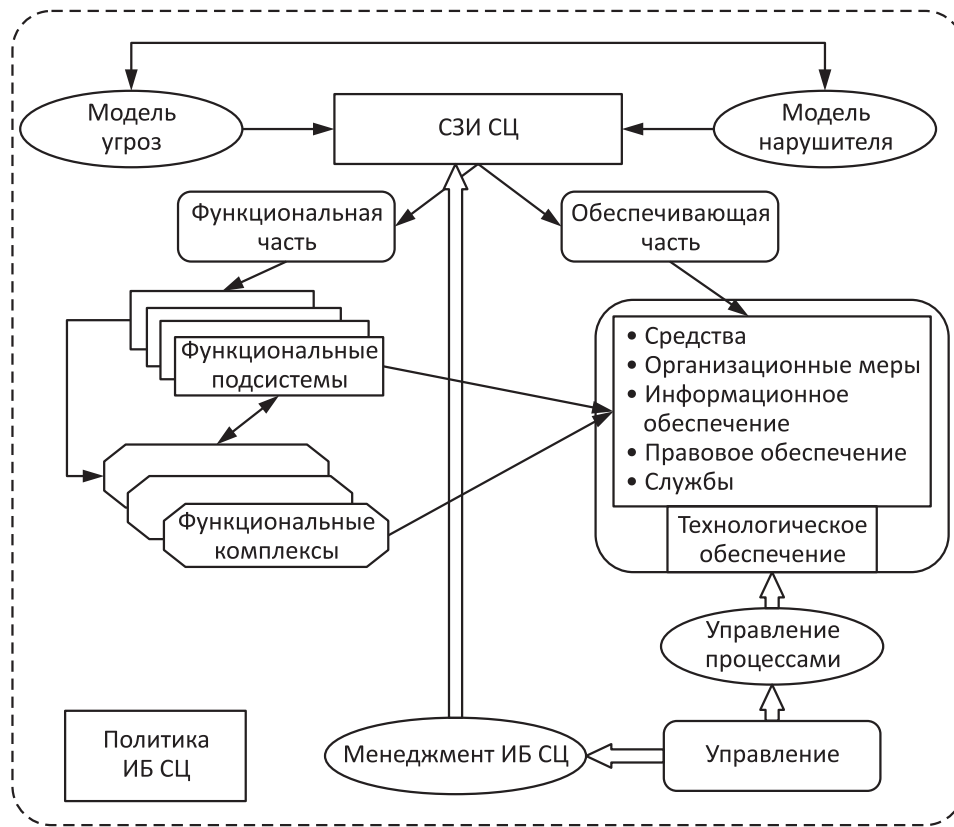 Модель
угроз
СЗИ СЦ
Модель
нарушителя
Функциональная
часть
Обеспечивающая
часть
Функциональные
подсистемы
• Средства
• Организационные меры
• Информационное
обеспечение
• Правовое обеспечение
• Службы
Функциональные
комплексы
Технологическое
обеспечение
Управление
процессами
Политика
ИБ СЦ
Менеджмент ИБ СЦ
Управление